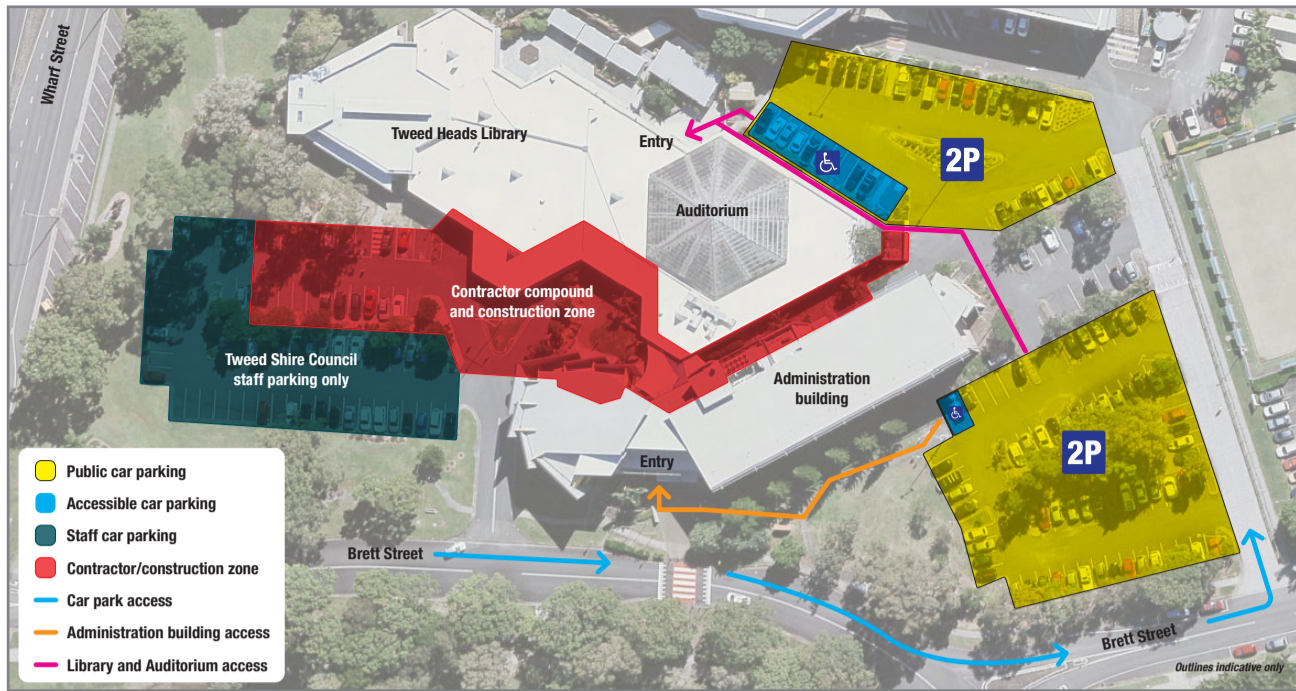 Wharf Street
Tweed Heads Library
Entry
2P
Auditorium
Contractor compound
and construction zone
Tweed Shire Council
staff parking only
Administration
building
2P
Entry
Public car parking
Accessible car parking
Staff car parking
Contractor/construction zone
Car park access
Administration building access
Library and Auditorium access
Brett Street
Brett Street
Outlines indicative only